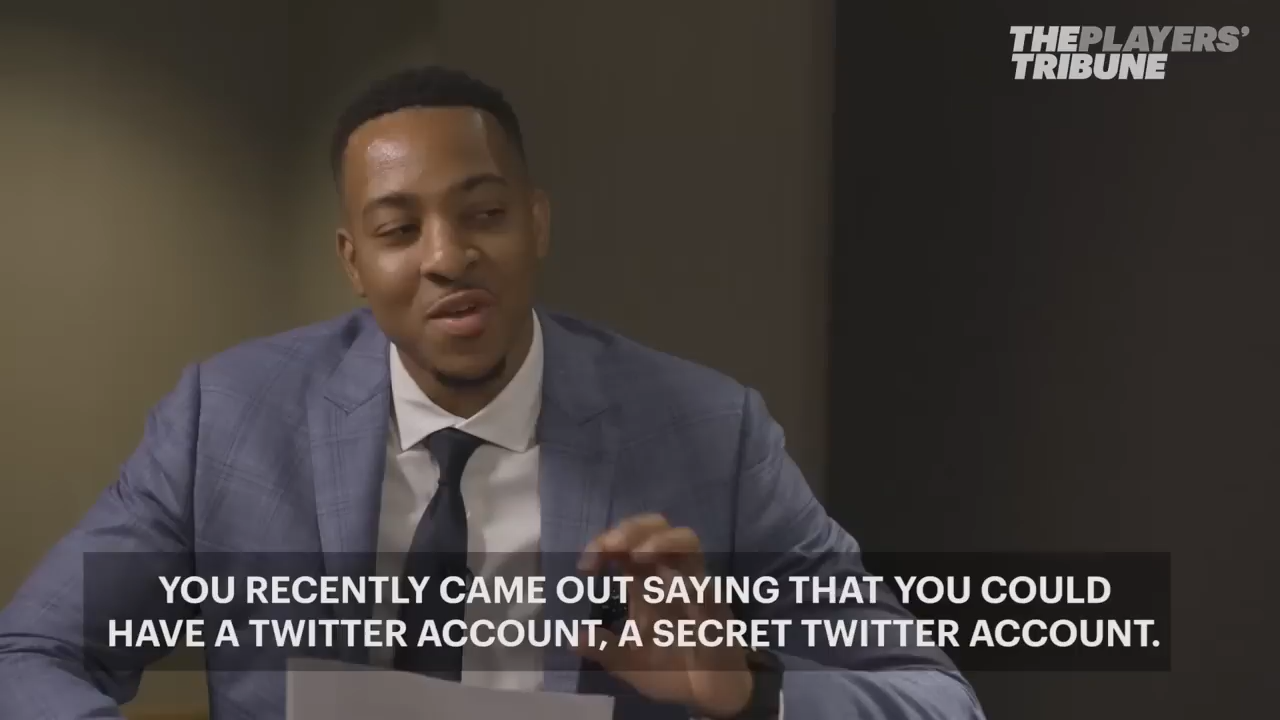 THEPLAYERS'
TRIBUNE
YOU RECENTLY CAME OUT SAYING THAT YOU COULD
HAVE A TWITTER ACCOUNT, A SECRET TWITTER ACCOUNT.